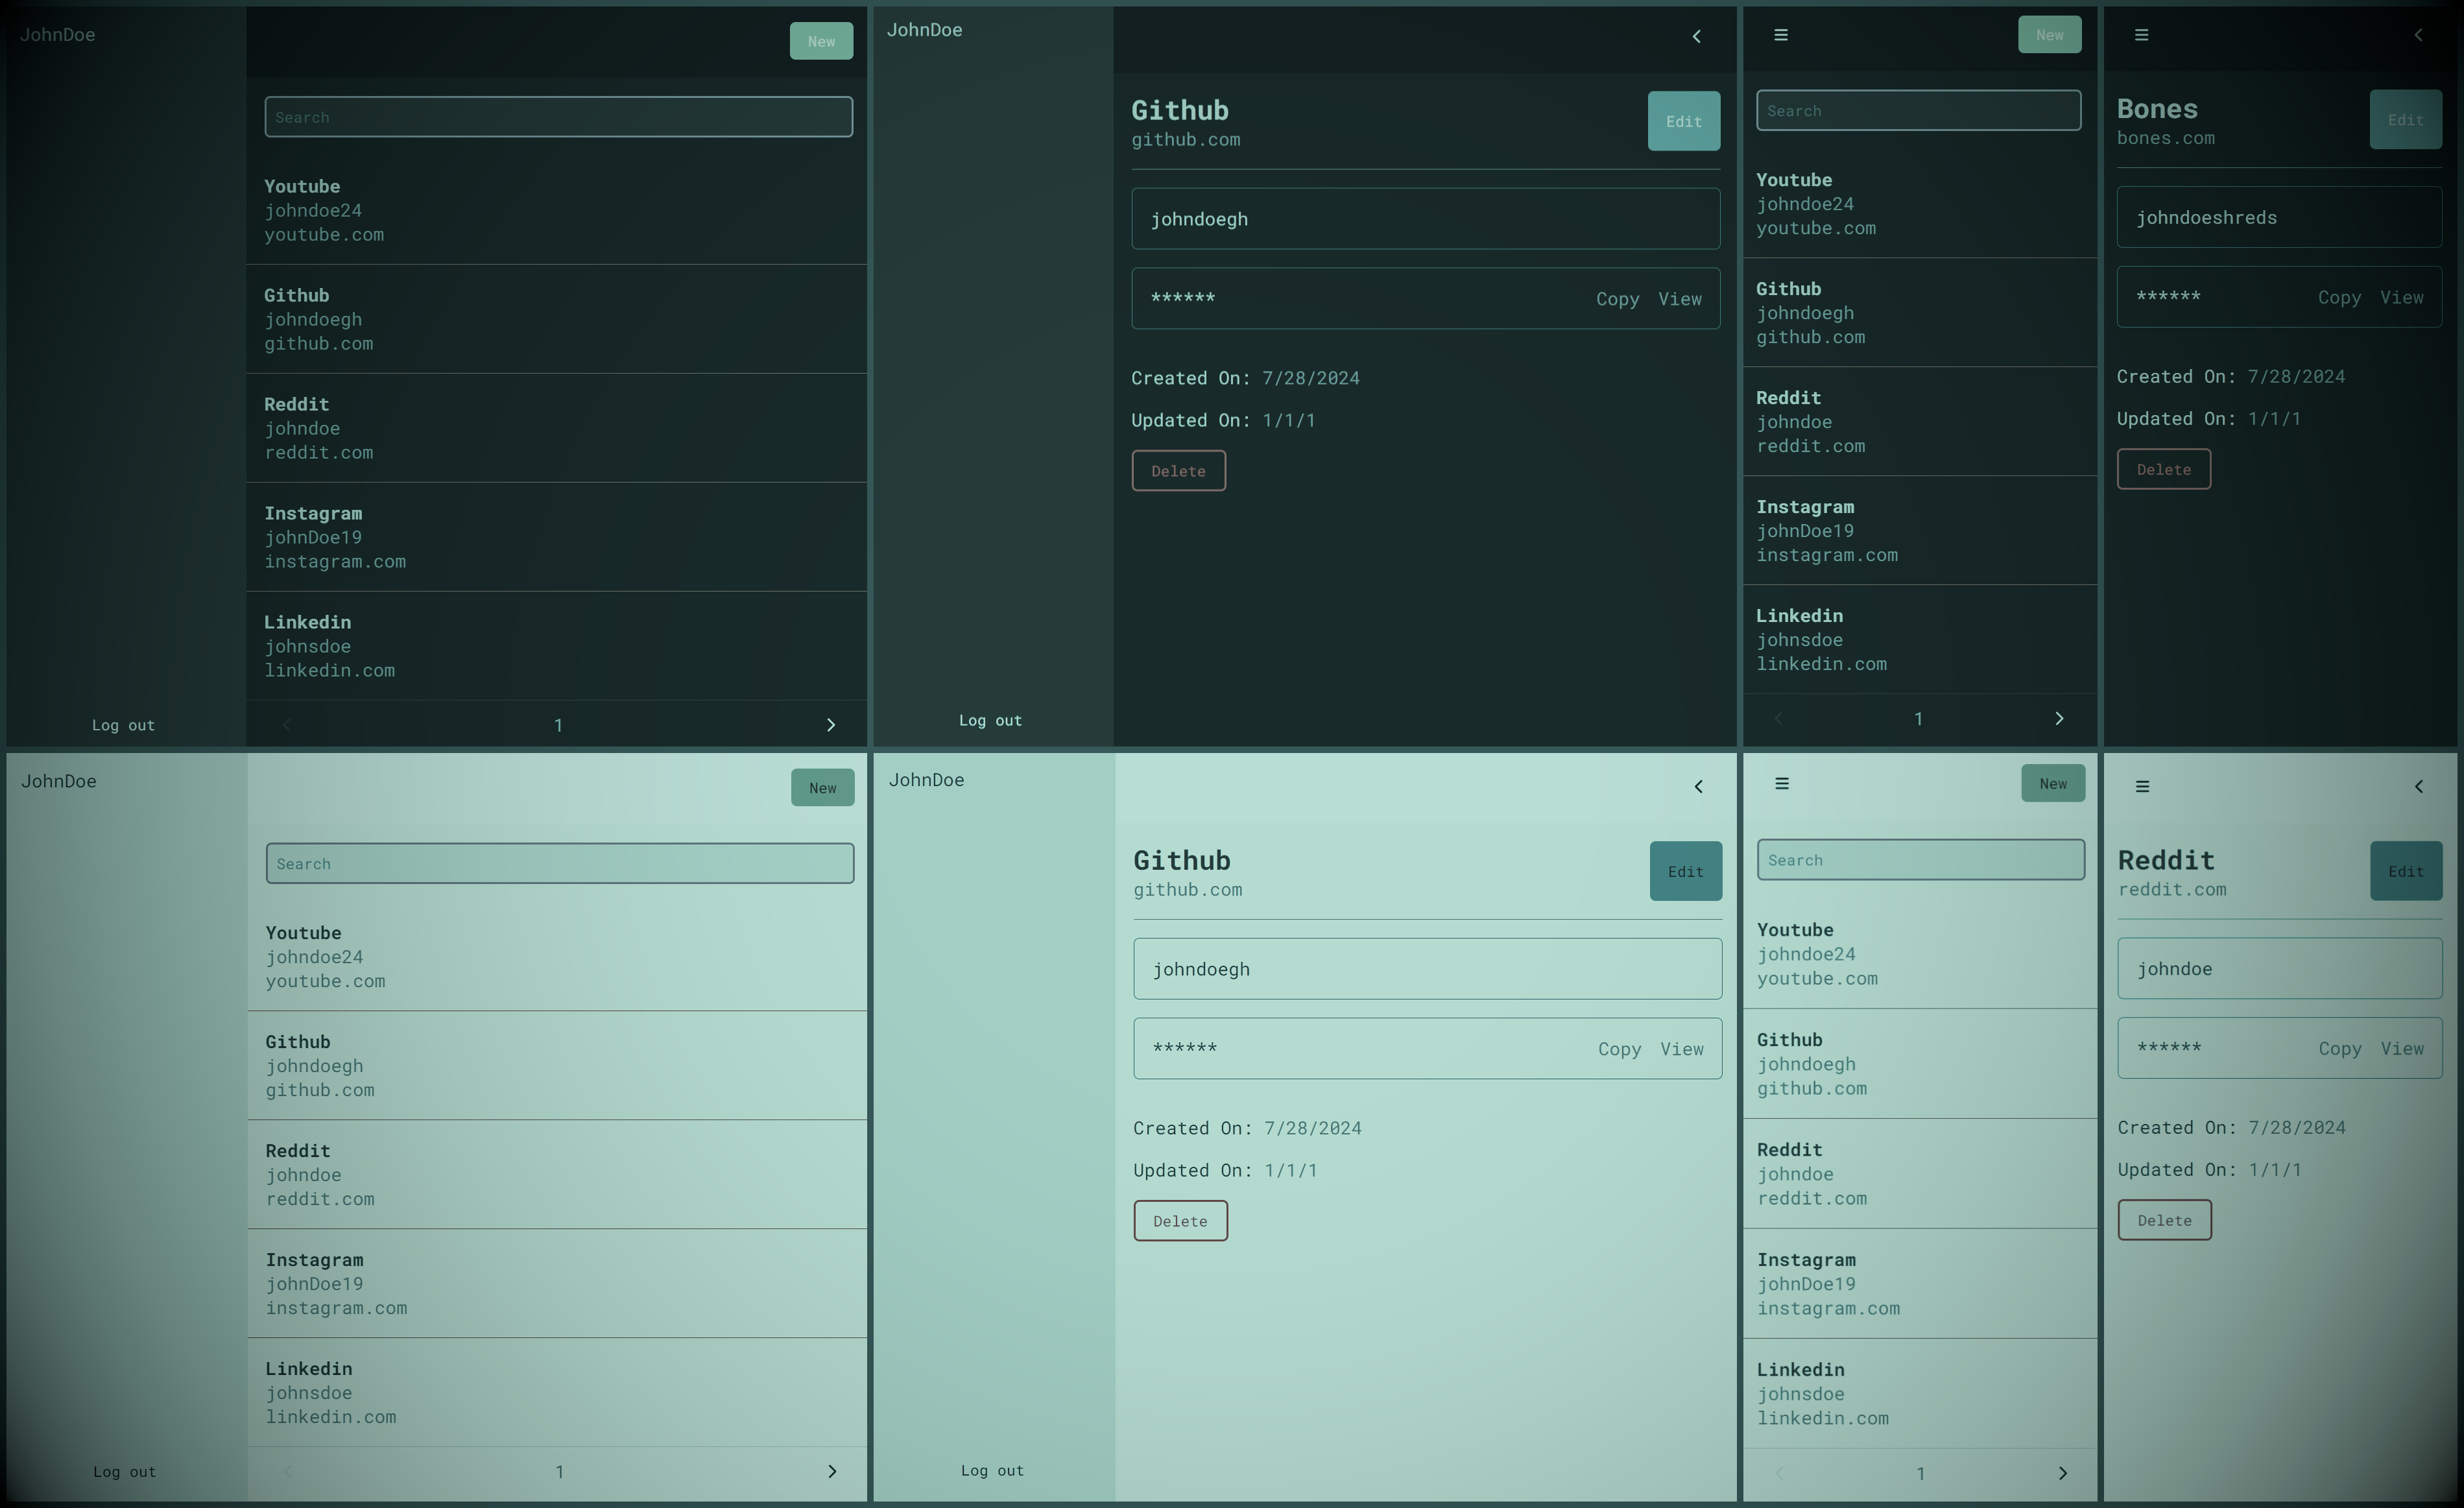 JohnDoe
New
Search
Youtube
johndoe24
youtube.com
Github
johndoegh
github.com
Reddit
johndoe
reddit.com
Instagram
johnDoe19
instagram.com
Linkedin
johnsdoe
linkedin.com
Log out
1
JohnDoe
Github
github.com
Edit
johndoegh
****** Copy View
Created On: 7/28/2024
Updated On: 1/1/1
Delete
Log out
New
Search
Youtube
johndoe24
youtube.com
Github
johndoegh
github.com
Reddit
johndoe
reddit.com
Instagram
johnDoe19
instagram.com
Linkedin
johnsdoe
linkedin.com
1
Bones
bones.com
Edit
johndoeshreds
****** Copy View
Created On: 7/28/2024
Updated On: 1/1/1
Delete
JohnDoe
New
Search
Youtube
johndoe24
youtube.com
Github
johndoegh
github.com
Reddit
johndoe
reddit.com
Instagram
johnDoe19
instagram.com
Linkedin
johnsdoe
linkedin.com
Log out
1
JohnDoe
Github
github.com
Edit
johndoegh
****** Copy View
Created On: 7/28/2024
Updated On: 1/1/1
Delete
Log out
New
Search
Youtube
johndoe24
youtube.com
Github
johndoegh
github.com
Reddit
johndoe
reddit.com
Instagram
johnDoe19
instagram.com
Linkedin
johnsdoe
linkedin.com
1
Reddit
reddit.com
Edit
johndoe
****** Copy View
Created On: 7/28/2024
Updated On: 1/1/1
Delete